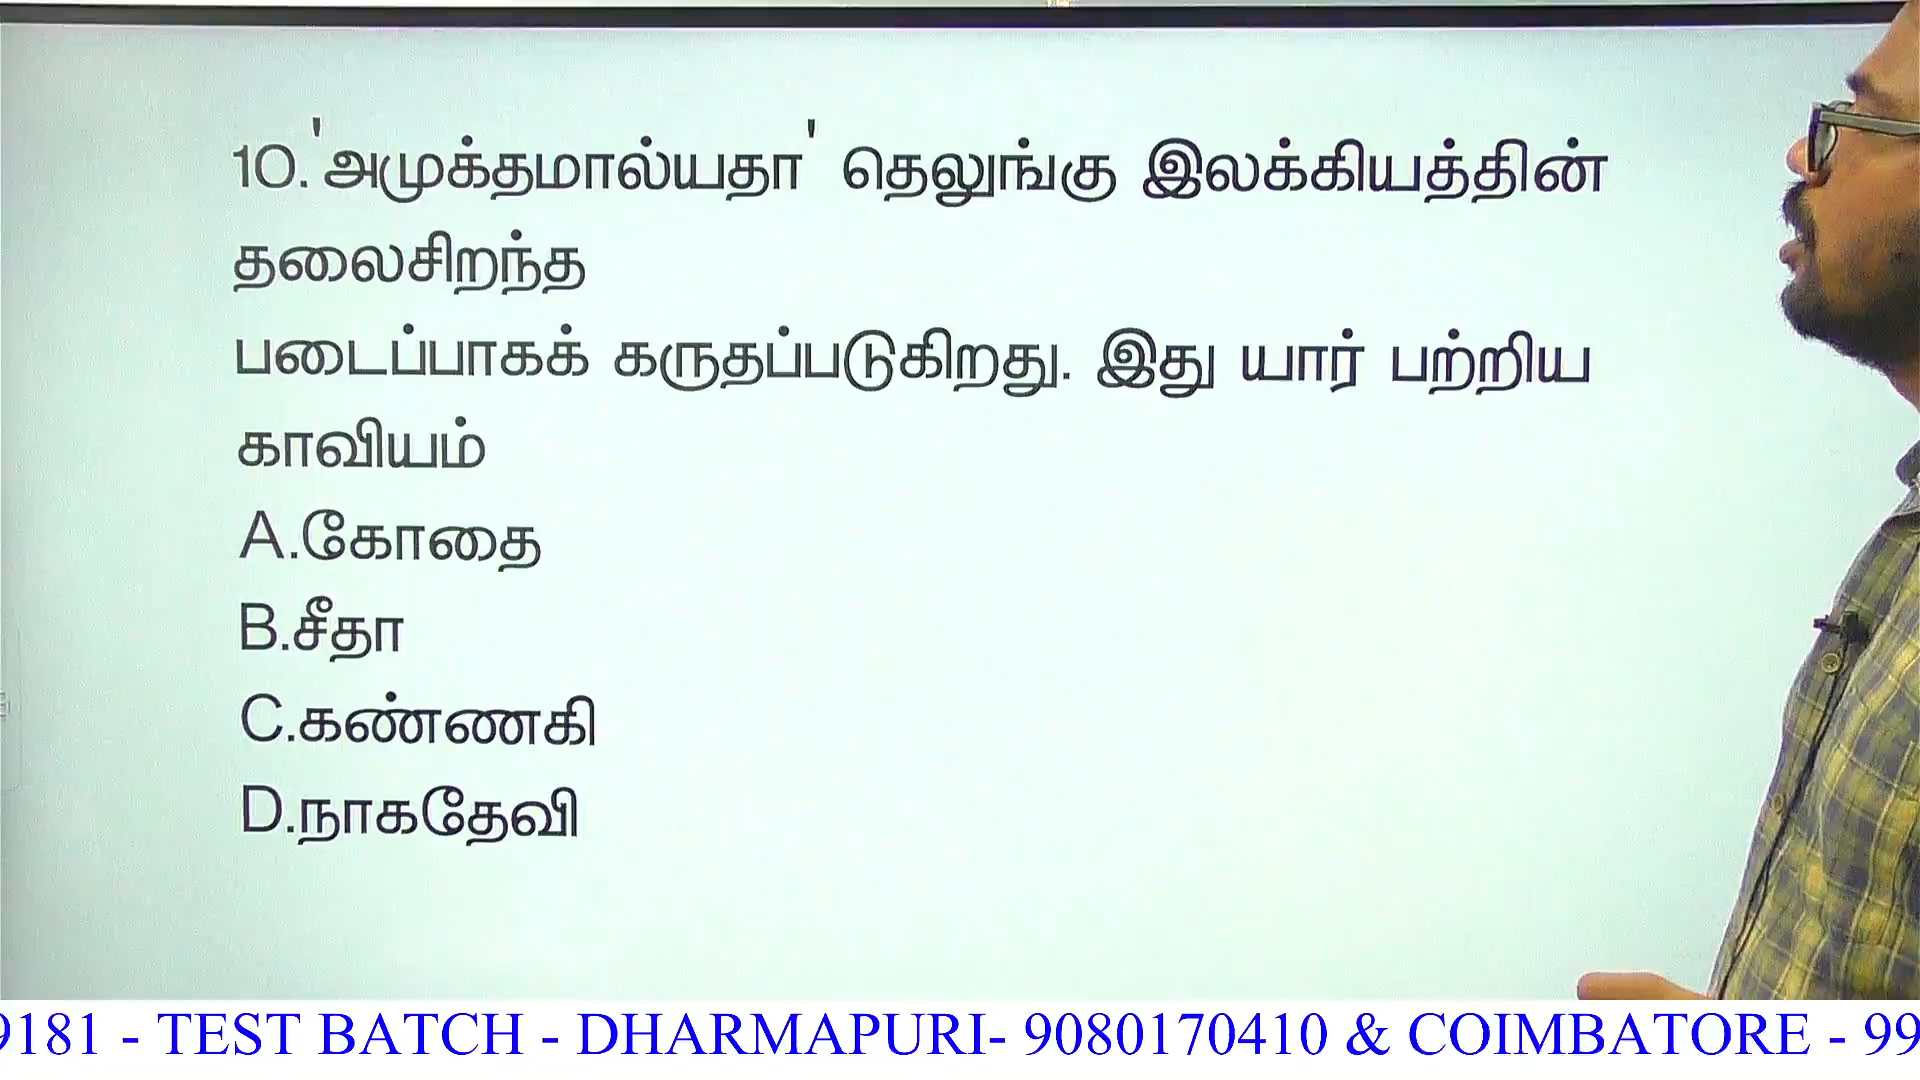 10.'அமுக்தமால்யதா' தெலுங்கு இலக்கியத்தின்
தலைசிறந்த
படைப்பாகக் கருதப்படுகிறது. இது யார் பற்றிய
காவியம்
A.கோதை
B.சீதா
C.கண்ணகி
D.நாகதேவி
9181 - TEST BATCH - DHARMAPURI- 9080170410 & COIMBATORE - 99